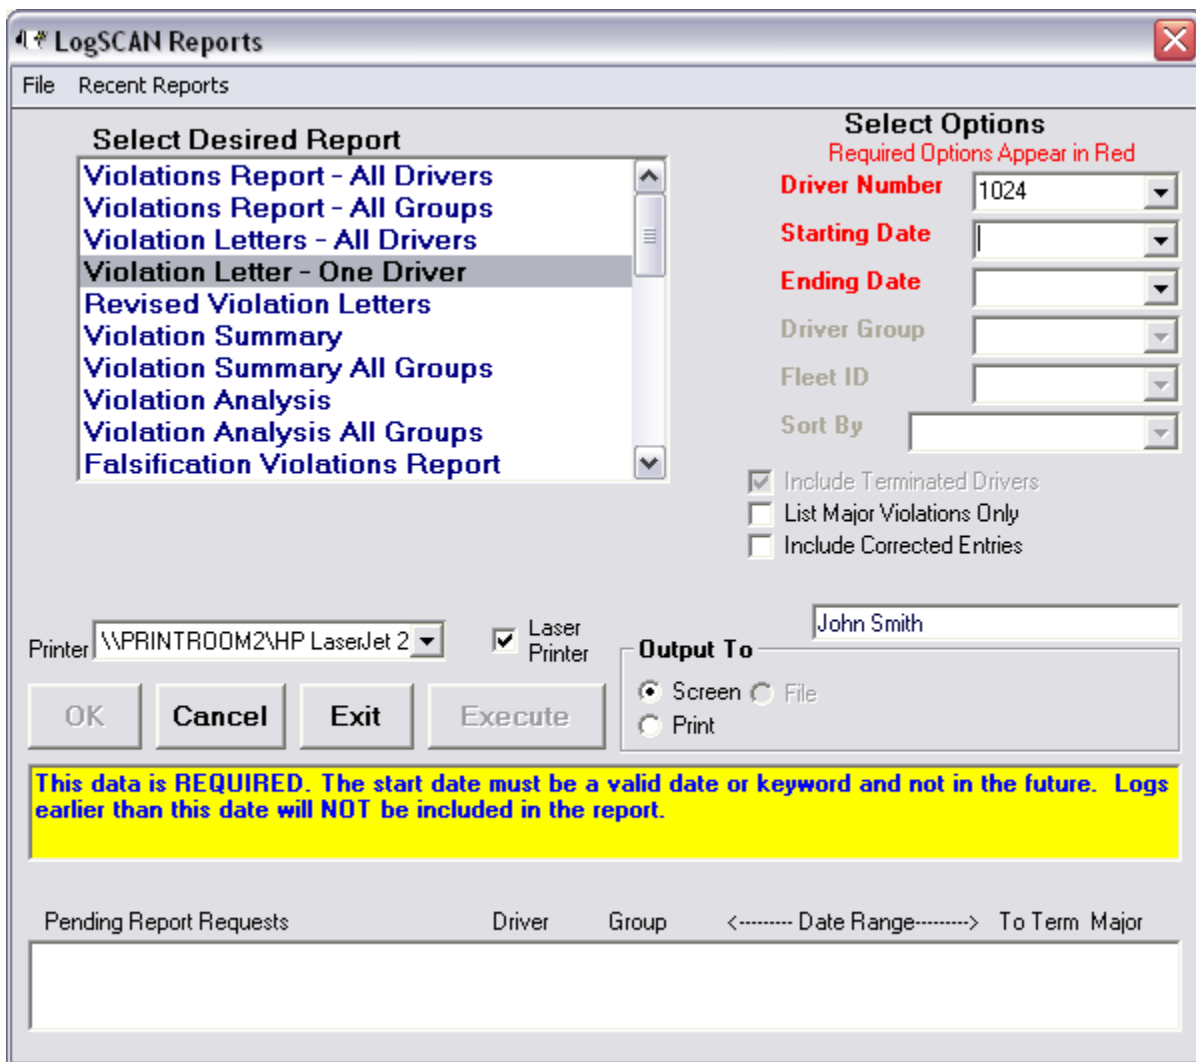 LogSCAN Reports
File Recent Reports
Select Desired Report
Violations Report - All Drivers
Violations Report - All Groups
Violation Letters - All Drivers
Violation Letter - One Driver
Revised Violation Letters
Violation Summary
Violation Summary All Groups
Violation Analysis
Violation Analysis All Groups
Falsification Violations Report
Select Options
Required Options Appear in Red
Driver Number 1024
Starting Date
Ending Date
Driver Group
Fleet ID
Sort By
Include Terminated Drivers
List Major Violations Only
Include Corrected Entries
John Smith
Printer \\PRINTROOM2\HP LaserJet 2
Laser
Printer
Output To
Screen File
Print
OK Cancel Exit Execute
This data is REQUIRED. The start date must be a valid date or keyword and not in the future. Logs
earlier than this date will NOT be included in the report.
Pending Report Requests Driver Group <--------- Date Range---------> To Term Major